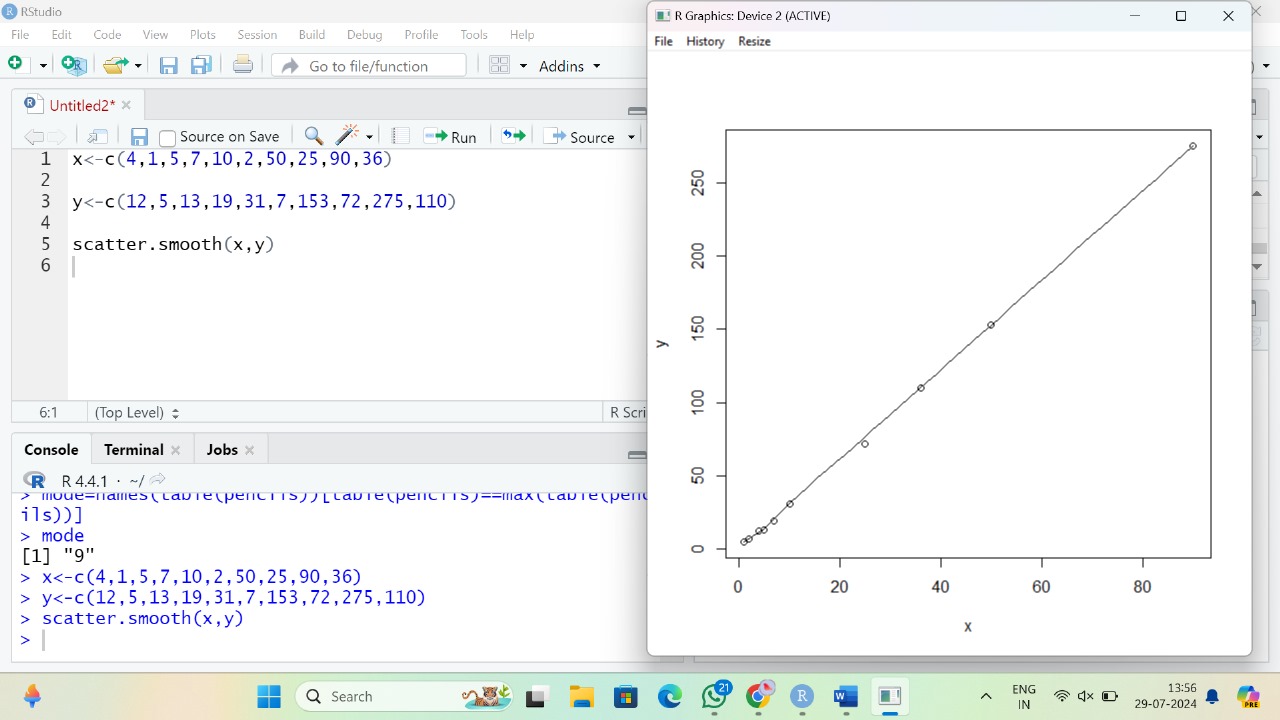 RStudio
File Edit Code View Plots Session Build Debug Profile Tools Help
Go to file/function Addins
Untitled2*
Source on Save Run Source
1 x<-c(4,1,5,7,10,2,50,25,90,36)
2
3 y<-c(12,5,13,19,31,7,153,72,275,110)
4
5 scatter.smooth(x,y)
6
6:1 (Top Level) R Scri
Console Terminal Jobs
R 4.4.1 · ~/
> mode=names(table(pencils))[table(pencils)==max(table(penc
ils))]
> mode
[1] "9"
> x<-c(4,1,5,7,10,2,50,25,90,36)
> y<-c(12,5,13,19,31,7,153,72,275,110)
> scatter.smooth(x,y)
>
R Graphics: Device 2 (ACTIVE)
File History Resize
250
200
150
100
50
0
y
0 20 40 60 80
x
Search
21
ENG
IN
13:56
29-07-2024
PRE